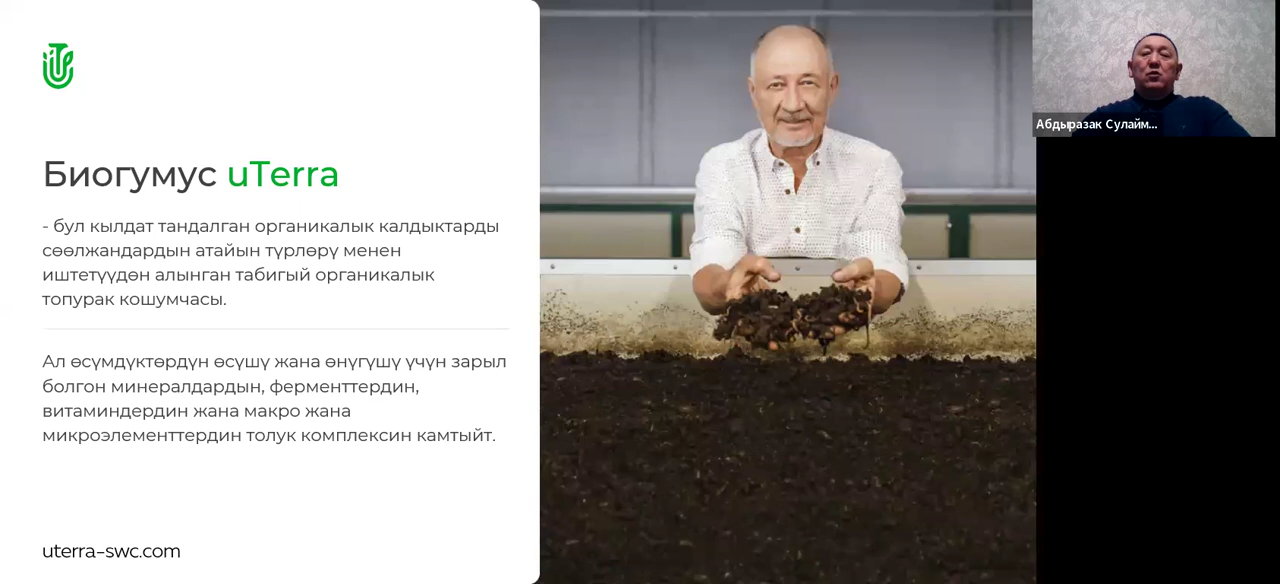 Биогумус uTerra
- бул кылдат тандалган органикалык калдыктарды
сөөлжандардын атайын түрлөрү менен
иштетүүдөн алынган табигый органикалык
топурак кошумчасы.
Ал өсүмдүктөрдүн өсүшү жана өнүгүшү үчүн зарыл
болгон минералдардын, ферменттердин,
витаминдердин жана макро жана
микроэлементтердин толук комплексин камтыйт.
uterra-swc.com
Абдыразак Сулайм...